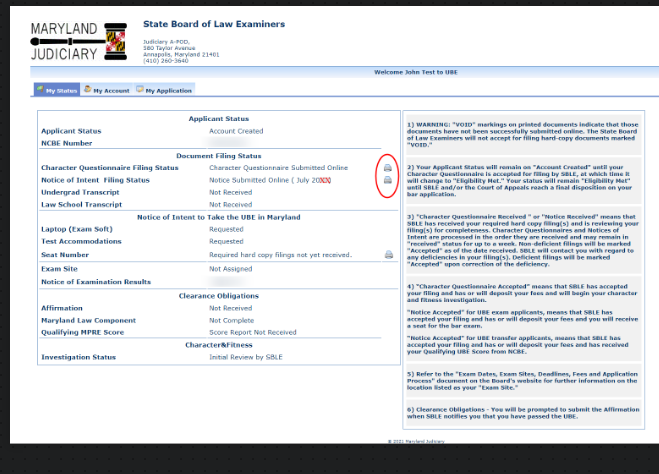 MARYLAND
JUDICIARY
State Board of Law Examiners
Judiciary A-POD,
580 Taylor Avenue
Annapolis, Maryland 21401
(410) 260-3640
Welcome John Test to UBE
My Status My Account My Application
Applicant Status
Applicant Status Account Created
NCBE Number
Document Filing Status
Character Questionnaire Filing Status Character Questionnaire Submitted Online
Notice of Intent Filing Status Notice Submitted Online ( July 20XX)
Undergrad Transcript Not Received
Law School Transcript Not Received
Notice of Intent to Take the UBE in Maryland
Laptop (Exam Soft) Requested
Test Accommodations Requested
Seat Number Required hard copy filings not yet received.
Exam Site Not Assigned
Notice of Examination Results
Clearance Obligations
Affirmation Not Received
Maryland Law Component Not Complete
Qualifying MPRE Score Score Report Not Received
Character&Fitness
Investigation Status Initial Review by SBLE
1) WARNING: "VOID" markings on printed documents indicate that those
documents have not been successfully submitted online. The State Board
of Law Examiners will not accept for filing hard-copy documents marked
"VOID."
2) Your Applicant Status will remain on "Account Created" until your
Character Questionnaire is accepted for filing by SBLE, at which time it
will change to "Eligibility Met." Your status will remain "Eligibility Met"
until SBLE and/or the Court of Appeals reach a final disposition on your
bar application.
3) "Character Questionnaire Received " or "Notice Received" means that
SBLE has received your required hard copy filing(s) and is reviewing your
filing(s) for completeness. Character Questionnaires and Notices of
Intent are processed in the order they are received and may remain in
"received" status for up to a week. Non-deficient filings will be marked
"Accepted" as of the date received. SBLE will contact you with regard to
any deficiencies in your filing(s). Deficient filings will be marked
"Accepted" upon correction of the deficiency.
4) "Character Questionnaire Accepted" means that SBLE has accepted
your filing and has or will deposit your fees and will begin your character
and fitness investigation.
"Notice Accepted" for UBE exam applicants, means that SBLE has
accepted your filing and has or will deposit your fees and you will receive
a seat for the bar exam.
"Notice Accepted" for UBE transfer applicants, means that SBLE has
accepted your filing and has or will deposit your fees and has received
your Qualifying UBE Score from NCBE.
5) Refer to the "Exam Dates, Exam Sites, Deadlines, Fees and Application
Process" document on the Board's website for further information on the
location listed as your "Exam Site."
6) Clearance Obligations - You will be prompted to submit the Affirmation
when SBLE notifies you that you have passed the UBE.
© 2021 Maryland Judiciary